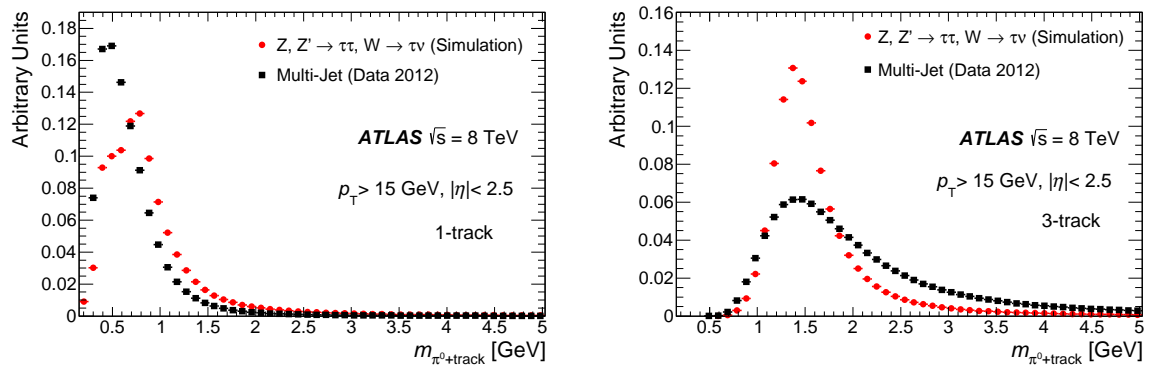 Arbitrary Units
0.18
0.16
0.14
0.12
0.1
0.08
0.06
0.04
0.02
0
Z, Z' → ττ, W → τν (Simulation)
Multi-Jet (Data 2012)
ATLAS √s = 8 TeV
p_T > 15 GeV, |η| < 2.5
1-track
0.5 1 1.5 2 2.5 3 3.5 4 4.5 5
m_π⁰+track [GeV]
Arbitrary Units
0.16
0.14
0.12
0.1
0.08
0.06
0.04
0.02
0
Z, Z' → ττ, W → τν (Simulation)
Multi-Jet (Data 2012)
ATLAS √s = 8 TeV
p_T > 15 GeV, |η| < 2.5
3-track
0 0.5 1 1.5 2 2.5 3 3.5 4 4.5 5
m_π⁰+track [GeV]